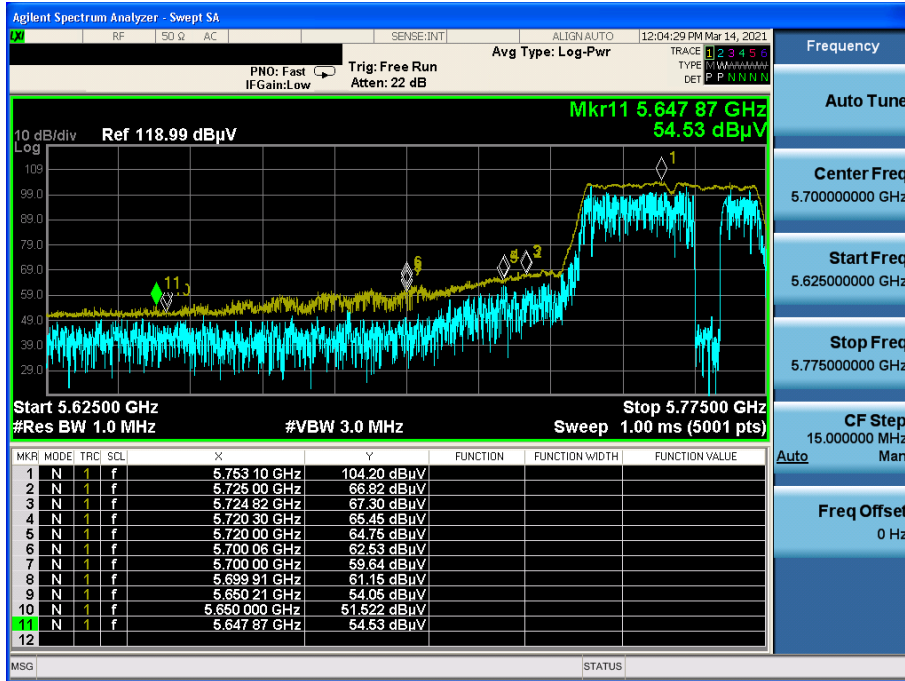 Agilent Spectrum Analyzer - Swept SA
LXI RF 50 Ω AC SENSE:INT ALIGN AUTO 12:04:29 PM Mar 14, 2021
PNO: Fast
IFGain:Low
Trig: Free Run
Atten: 22 dB
Avg Type: Log-Pwr
TRACE 1 2 3 4 5 6
TYPE M W W W W W
DET P P N N N N
Mkr11 5.647 87 GHz
54.53 dBµV
10 dB/div Ref 118.99 dBµV
Log
109
99.0
89.0
79.0
69.0
59.0
49.0
39.0
29.0
1
11
Start 5.62500 GHz Stop 5.77500 GHz
#Res BW 1.0 MHz #VBW 3.0 MHz Sweep 1.00 ms (5001 pts)
MKR MODE TRC SCL X Y FUNCTION FUNCTION WIDTH FUNCTION VALUE
1 N 1 f 5.753 10 GHz 104.20 dBµV
2 N 1 f 5.725 00 GHz 66.82 dBµV
3 N 1 f 5.724 82 GHz 67.30 dBµV
4 N 1 f 5.720 30 GHz 65.45 dBµV
5 N 1 f 5.720 00 GHz 64.75 dBµV
6 N 1 f 5.700 06 GHz 62.53 dBµV
7 N 1 f 5.700 00 GHz 59.64 dBµV
8 N 1 f 5.699 91 GHz 61.15 dBµV
9 N 1 f 5.650 21 GHz 54.05 dBµV
10 N 1 f 5.650 000 GHz 51.522 dBµV
11 N 1 f 5.647 87 GHz 54.53 dBµV
12
MSG STATUS
Frequency
Auto Tune
Center Freq
5.700000000 GHz
Start Freq
5.625000000 GHz
Stop Freq
5.775000000 GHz
CF Step
15.000000 MHz
Auto Man
Freq Offset
0 Hz